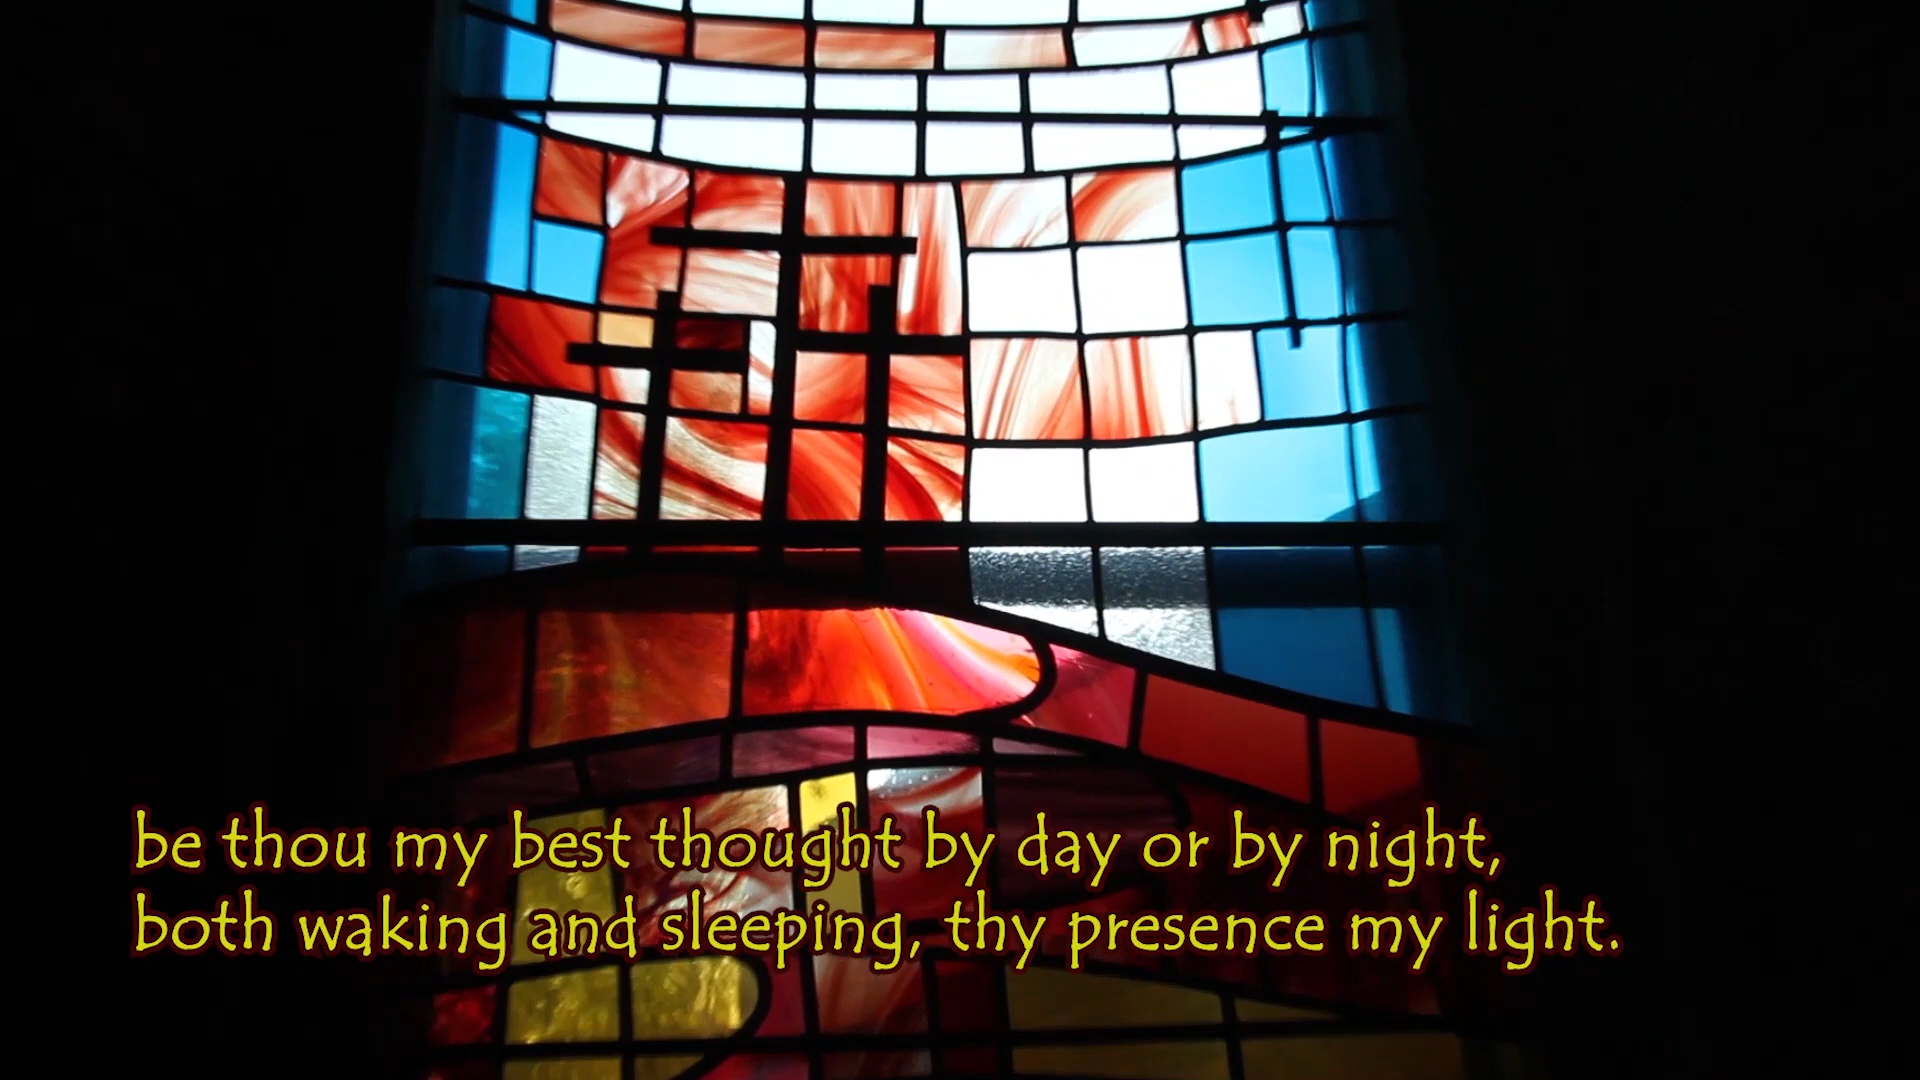 be thou my best thought by day or by night,
both waking and sleeping, thy presence my light.